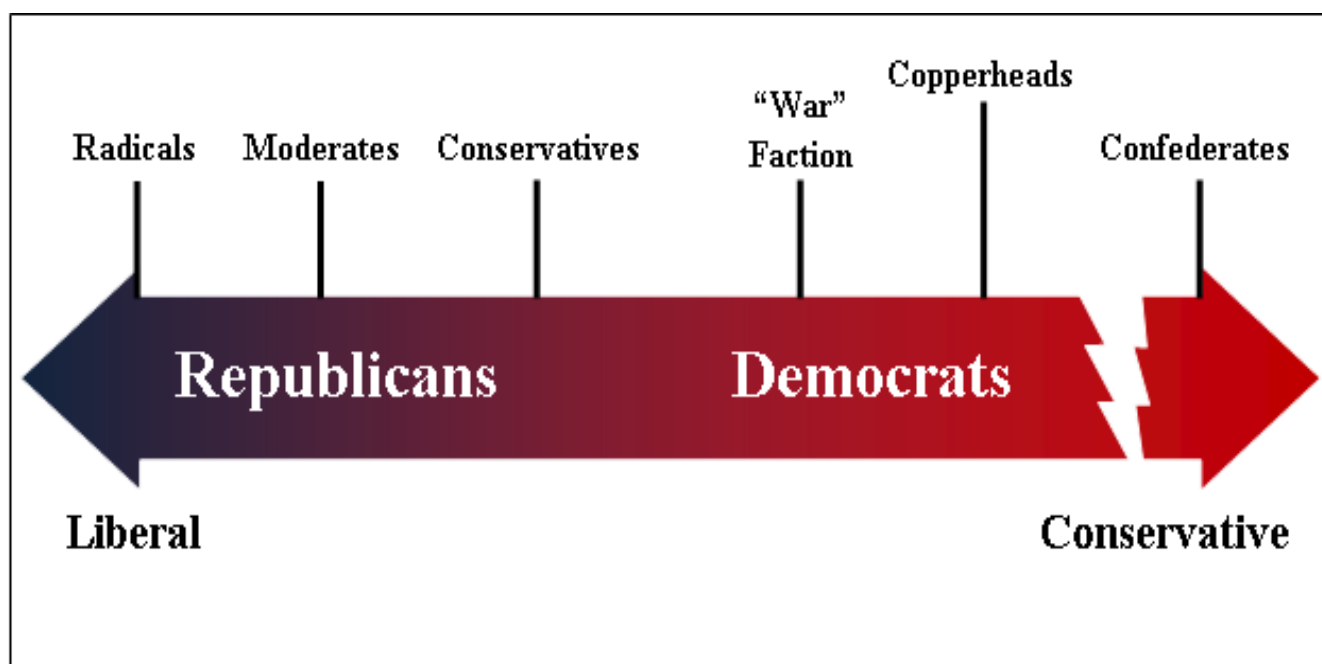 Copperheads
“War”
Faction
Radicals
Moderates
Conservatives
Confederates
Republicans
Democrats
Liberal
Conservative